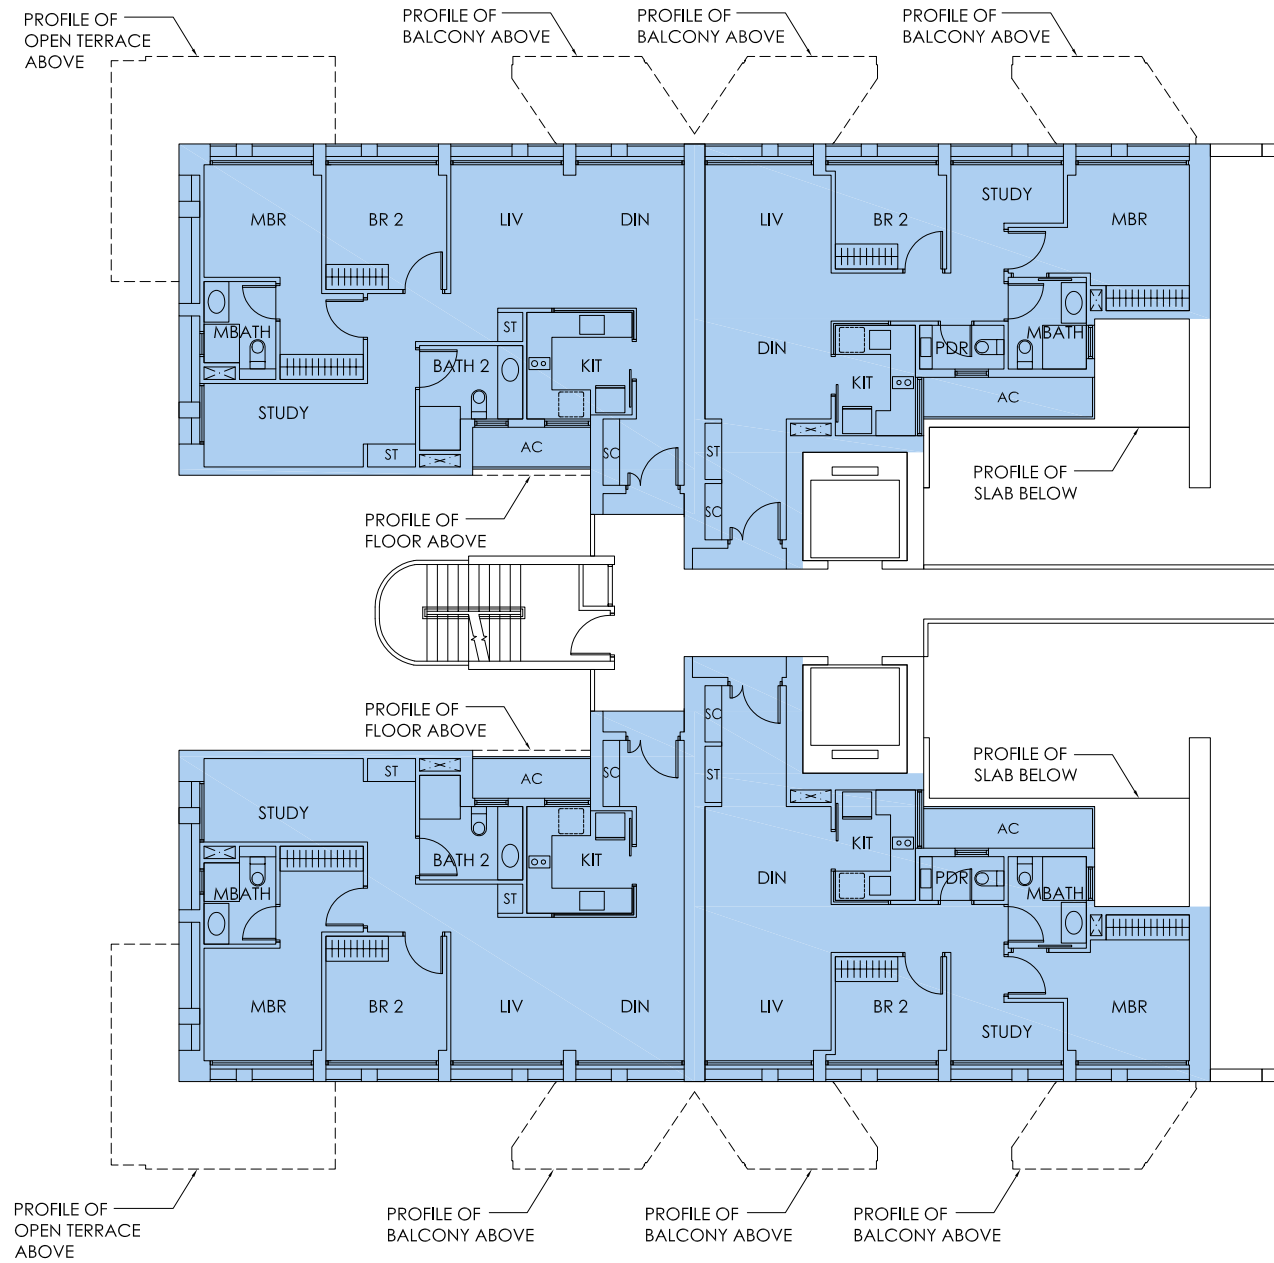 PROFILE OF
OPEN TERRACE
ABOVE
PROFILE OF
BALCONY ABOVE
PROFILE OF
BALCONY ABOVE
PROFILE OF
BALCONY ABOVE
MBR
BR 2
LIV
DIN
LIV
BR 2
STUDY
MBR
MBATH
ST
BATH 2
KIT
DIN
KIT
PDR
MBATH
STUDY
AC
ST
AC
SC
ST
SC
PROFILE OF
SLAB BELOW
PROFILE OF
FLOOR ABOVE
PROFILE OF
FLOOR ABOVE
SC
ST
PROFILE OF
SLAB BELOW
ST
AC
SC
STUDY
AC
MBATH
BATH 2
KIT
DIN
KIT
PDR
MBATH
ST
MBR
BR 2
LIV
DIN
LIV
BR 2
STUDY
MBR
PROFILE OF
OPEN TERRACE
ABOVE
PROFILE OF
BALCONY ABOVE
PROFILE OF
BALCONY ABOVE
PROFILE OF
BALCONY ABOVE